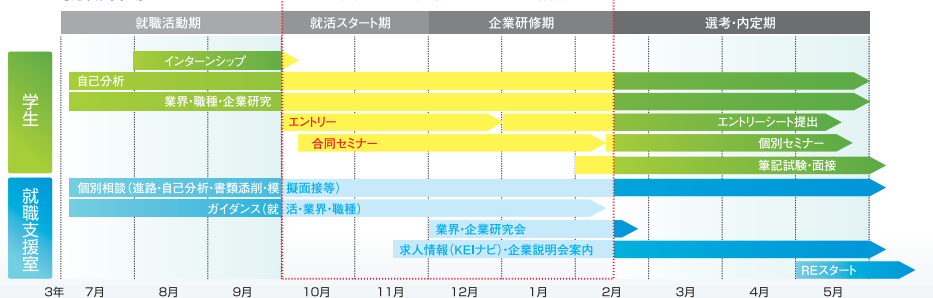 就職活動期 就活スタート期 企業研修期 選考・内定期
学生
インターンシップ
自己分析
業界・職種・企業研究
エントリー エントリーシート提出
合同セミナー 個別セミナー
筆記試験・面接
就職支援室
個別相談（進路・自己分析・書類添削・模擬面接等）
ガイダンス（就活・業界・職種）
業界・企業研究会
求人情報（KEIナビ）・企業説明会案内
REスタート
3年 7月 8月 9月 10月 11月 12月 1月 2月 3月 4月 5月